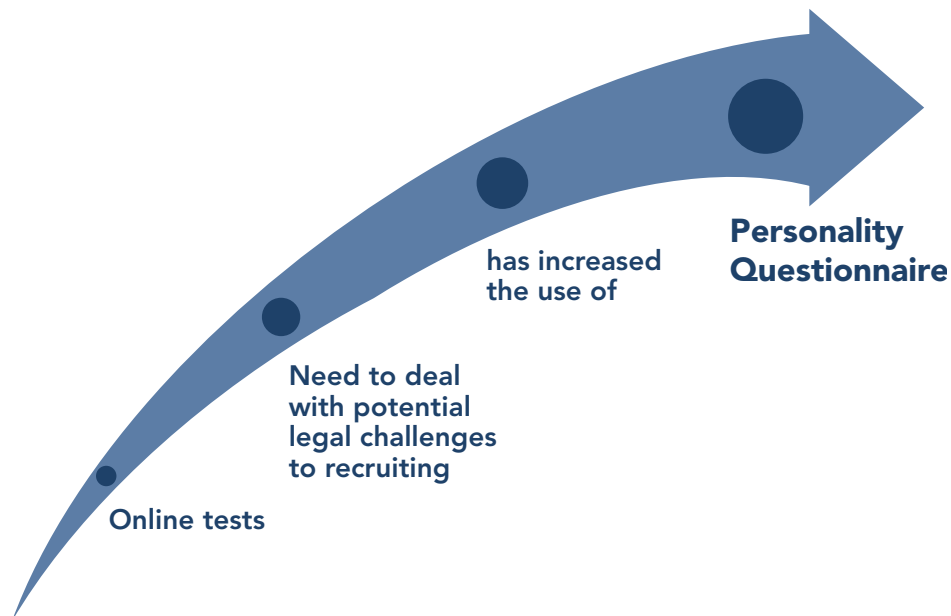 Online tests
Need to deal
with potential
legal challenges
to recruiting
has increased
the use of
Personality
Questionnaire